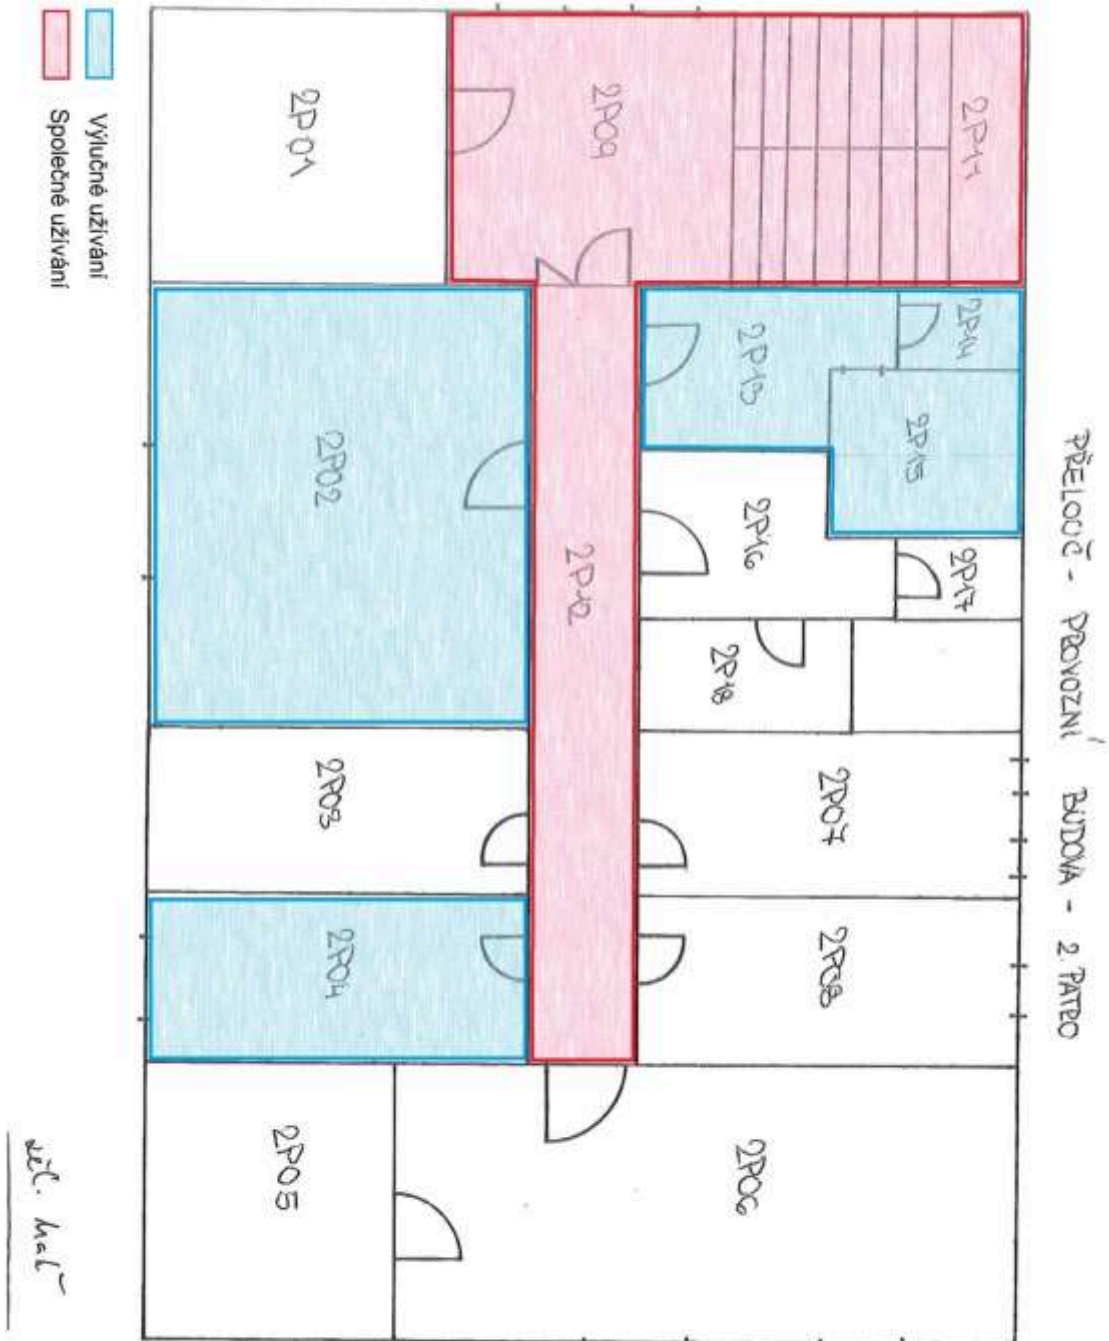 PŘELOUČ - PROVOZNÍ BUDOVA - 2. PATRO
2P11
2P09
2P01
2P14
2P13
2P15
2P02
2P12
2P16
2P17
2P18
2P03
2P07
2P04
2P08
2P05
2P06
Výlučné užívání
Společné užívání